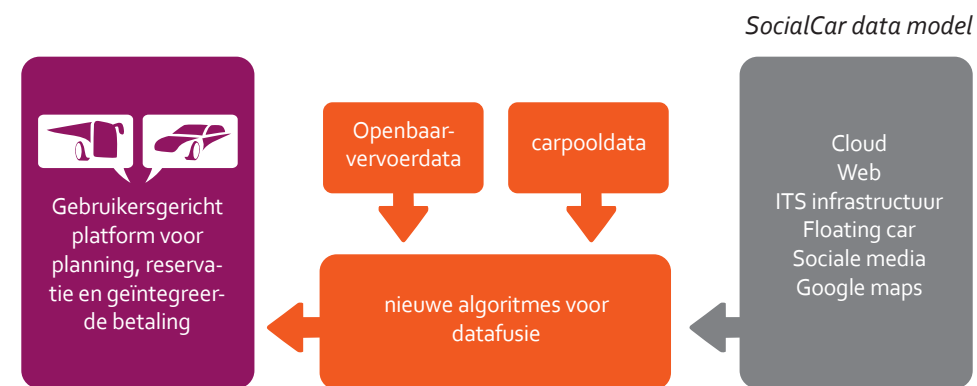 SocialCar data model
Gebruikersgericht
platform voor
planning, reserva-
tie en geïntegreer-
de betaling
Openbaar-
vervoerdata
carpooldata
nieuwe algoritmes voor
datafusie
Cloud
Web
ITS infrastructuur
Floating car
Sociale media
Google maps